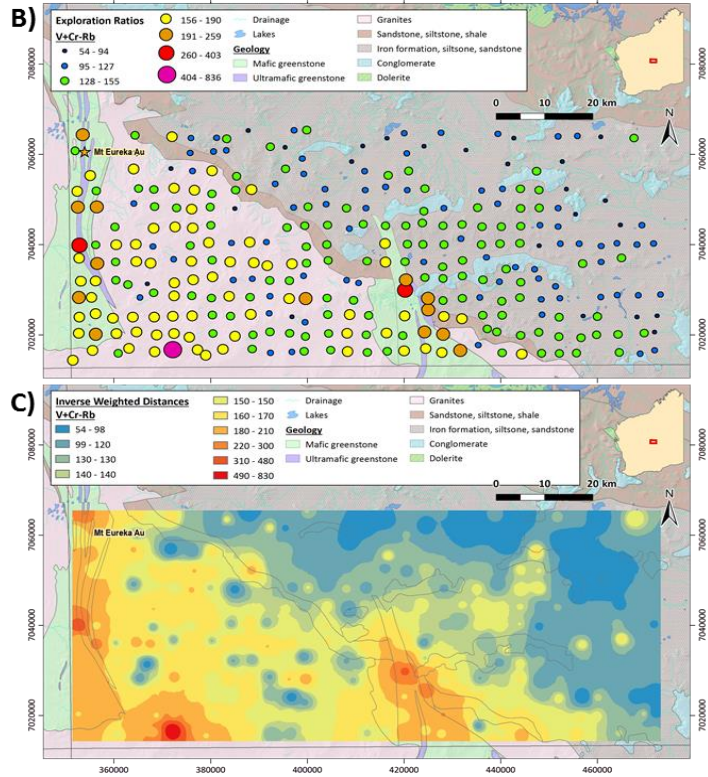 B)
Exploration Ratios
V+Cr-Rb
54 - 94
95 - 127
128 - 155
156 - 190
191 - 259
260 - 403
404 - 836
Drainage
Lakes
Geology
Mafic greenstone
Ultramafic greenstone
Granites
Sandstone, siltstone, shale
Iron formation, siltsone, sandstone
Conglomerate
Dolerite
0 10 20 km
N
Mt Eureka Au
7080000
7060000
7040000
7020000
C)
Inverse Weighted Distances
V+Cr-Rb
54 - 98
99 - 120
130 - 130
140 - 140
150 - 150
160 - 170
180 - 210
220 - 300
310 - 480
490 - 830
Drainage
Lakes
Geology
Mafic greenstone
Ultramafic greenstone
Granites
Sandstone, siltstone, shale
Iron formation, siltsone, sandstone
Conglomerate
Dolerite
0 10 20 km
N
Mt Eureka Au
7080000
7060000
7040000
7020000
360000 380000 400000 420000 440000